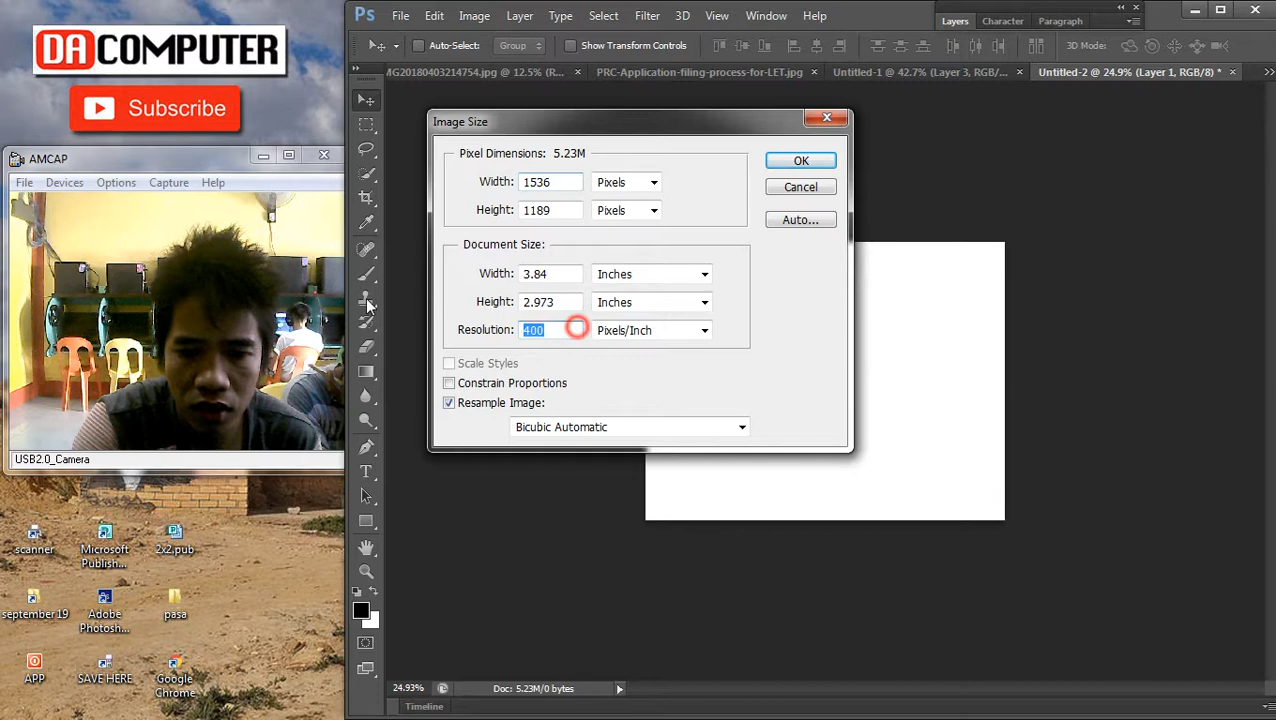 DACOMPUTER
Subscribe
AMCAP
File Devices Options Capture Help
USB2.0_Camera
scanner
Microsoft Publish...
2x2.pub
september 19
Adobe Photosh...
pasa
APP
SAVE HERE
Google Chrome
Ps File Edit Image Layer Type Select Filter 3D View Window Help
Layers Character Paragraph
Auto-Select: Group Show Transform Controls 3D Mode:
MG20180403214754.jpg @ 12.5% (R... × PRC-Application-filing-process-for-LET.jpg × Untitled-1 @ 42.7% (Layer 3, RGB/... × Untitled-2 @ 24.9% (Layer 1, RGB/8) * ×
Image Size
Pixel Dimensions: 5.23M
Width: 1536 Pixels
Height: 1189 Pixels
OK
Cancel
Auto...
Document Size:
Width: 3.84 Inches
Height: 2.973 Inches
Resolution: 400 Pixels/Inch
Scale Styles
Constrain Proportions
Resample Image:
Bicubic Automatic
24.93% Doc: 5.23M/0 bytes
Timeline